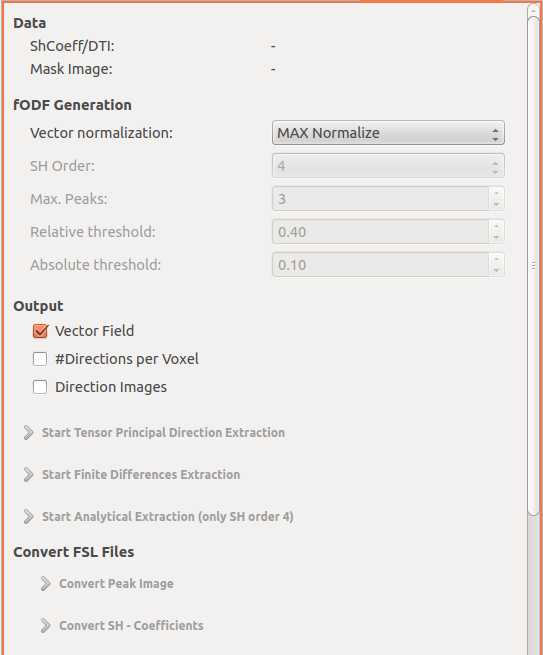 Data
ShCoeff/DTI: -
Mask Image: -
fODF Generation
Vector normalization: MAX Normalize
SH Order: 4
Max. Peaks: 3
Relative threshold: 0.40
Absolute threshold: 0.10
Output
Vector Field
#Directions per Voxel
Direction Images
Start Tensor Principal Direction Extraction
Start Finite Differences Extraction
Start Analytical Extraction (only SH order 4)
Convert FSL Files
Convert Peak Image
Convert SH - Coefficients